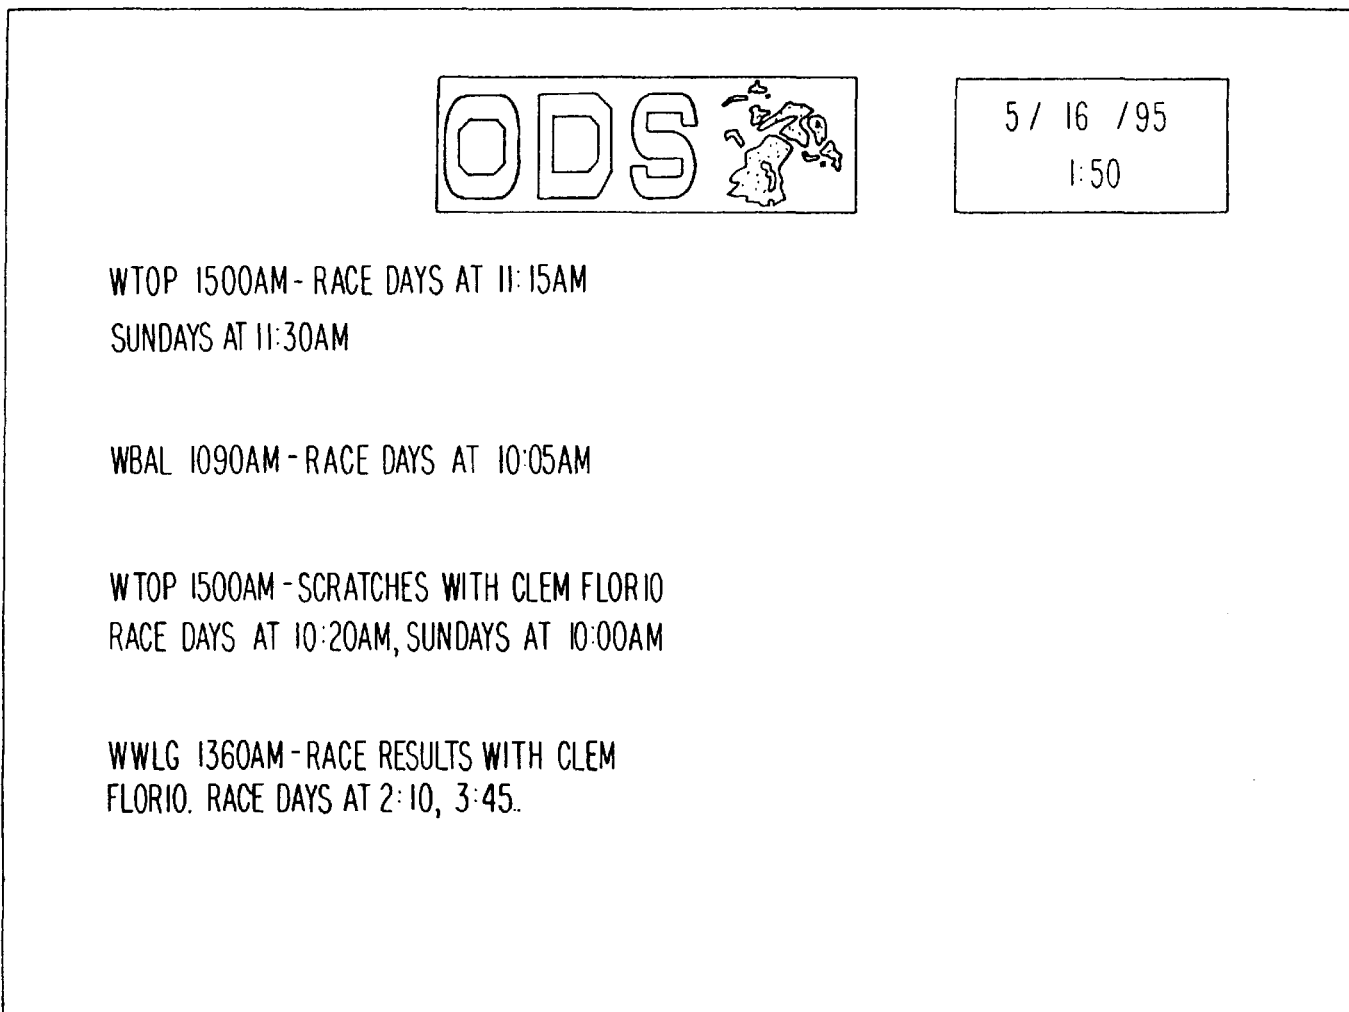 ODS
5/ 16 /95
1:50
WTOP 1500AM - RACE DAYS AT 11:15AM
SUNDAYS AT 11:30AM
WBAL 1090AM - RACE DAYS AT 10:05AM
WTOP 1500AM - SCRATCHES WITH CLEM FLORIO
RACE DAYS AT 10:20AM, SUNDAYS AT 10:00AM
WWLG 1360AM - RACE RESULTS WITH CLEM
FLORIO. RACE DAYS AT 2:10, 3:45..